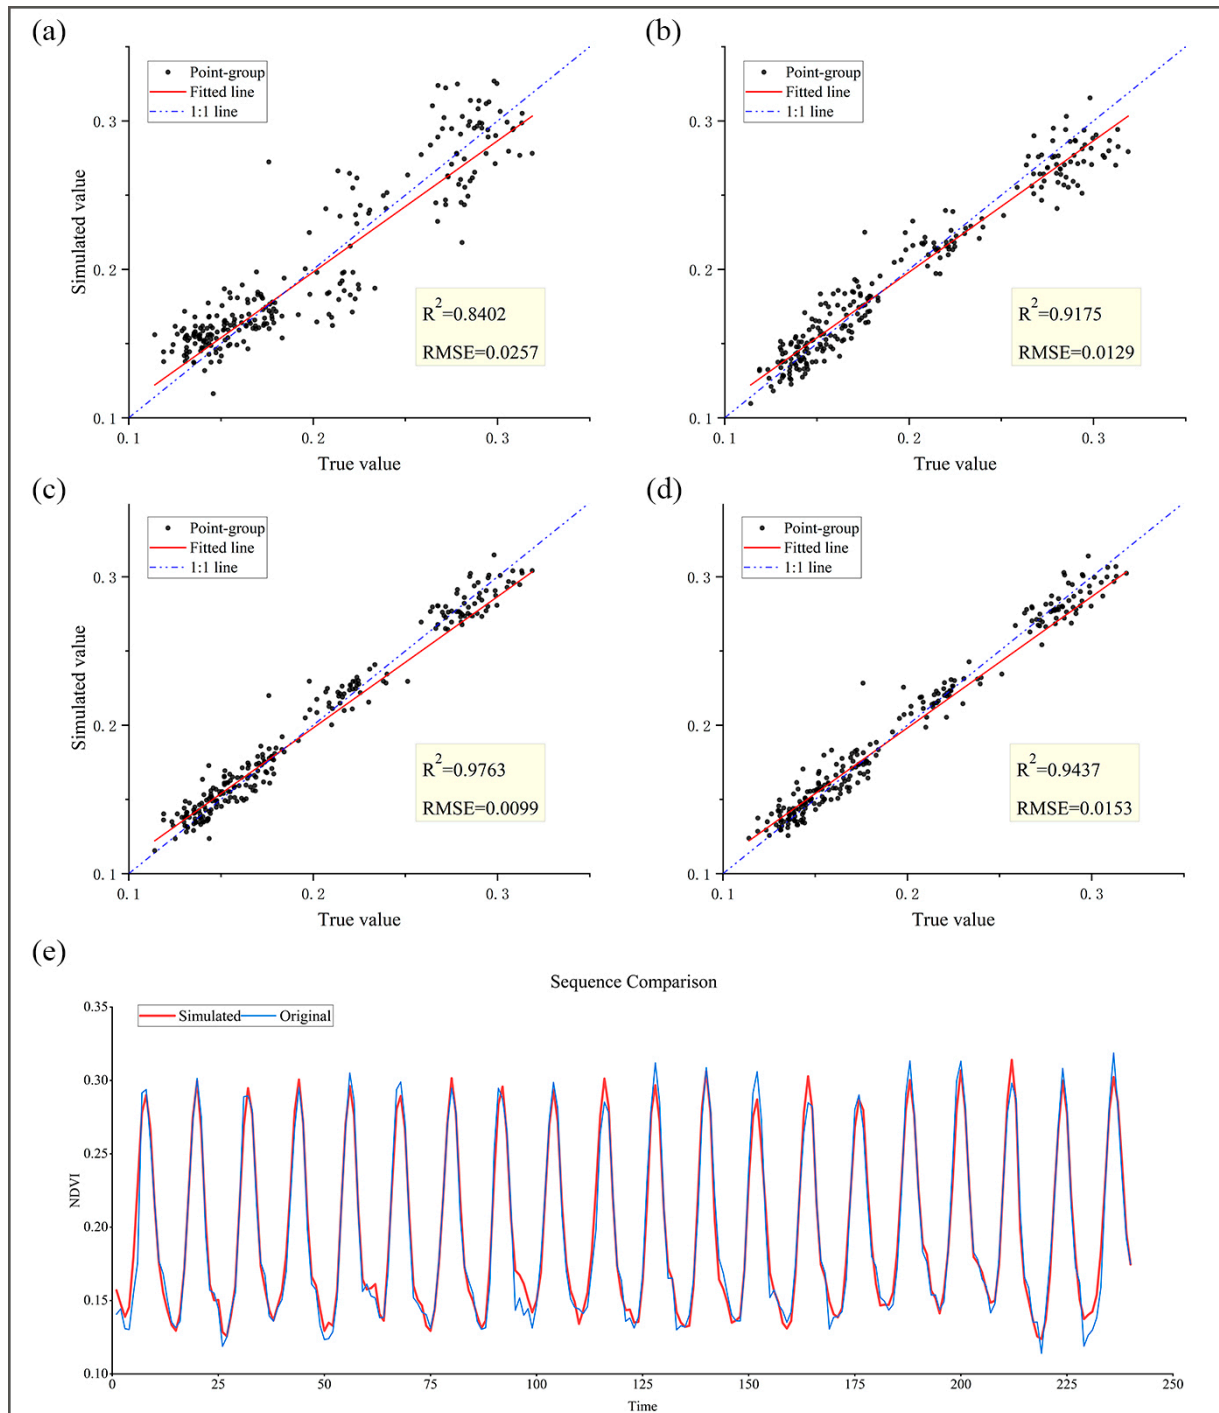 (a)
Point-group
Fitted line
1:1 line
0.3
0.2
0.1
Simulated value
R2=0.8402
RMSE=0.0257
0.1 0.2 0.3
True value
(b)
Point-group
Fitted line
1:1 line
0.3
0.2
0.1
R2=0.9175
RMSE=0.0129
0.1 0.2 0.3
True value
(c)
Point-group
Fitted line
1:1 line
0.3
0.2
0.1
Simulated value
R2=0.9763
RMSE=0.0099
0.1 0.2 0.3
True value
(d)
Point-group
Fitted line
1:1 line
0.3
0.2
0.1
R2=0.9437
RMSE=0.0153
0.1 0.2 0.3
True value
(e)
Sequence Comparison
Simulated Original
0.35
0.30
0.25
0.20
0.15
0.10
NDVI
0 25 50 75 100 125 150 175 200 225 250
Time